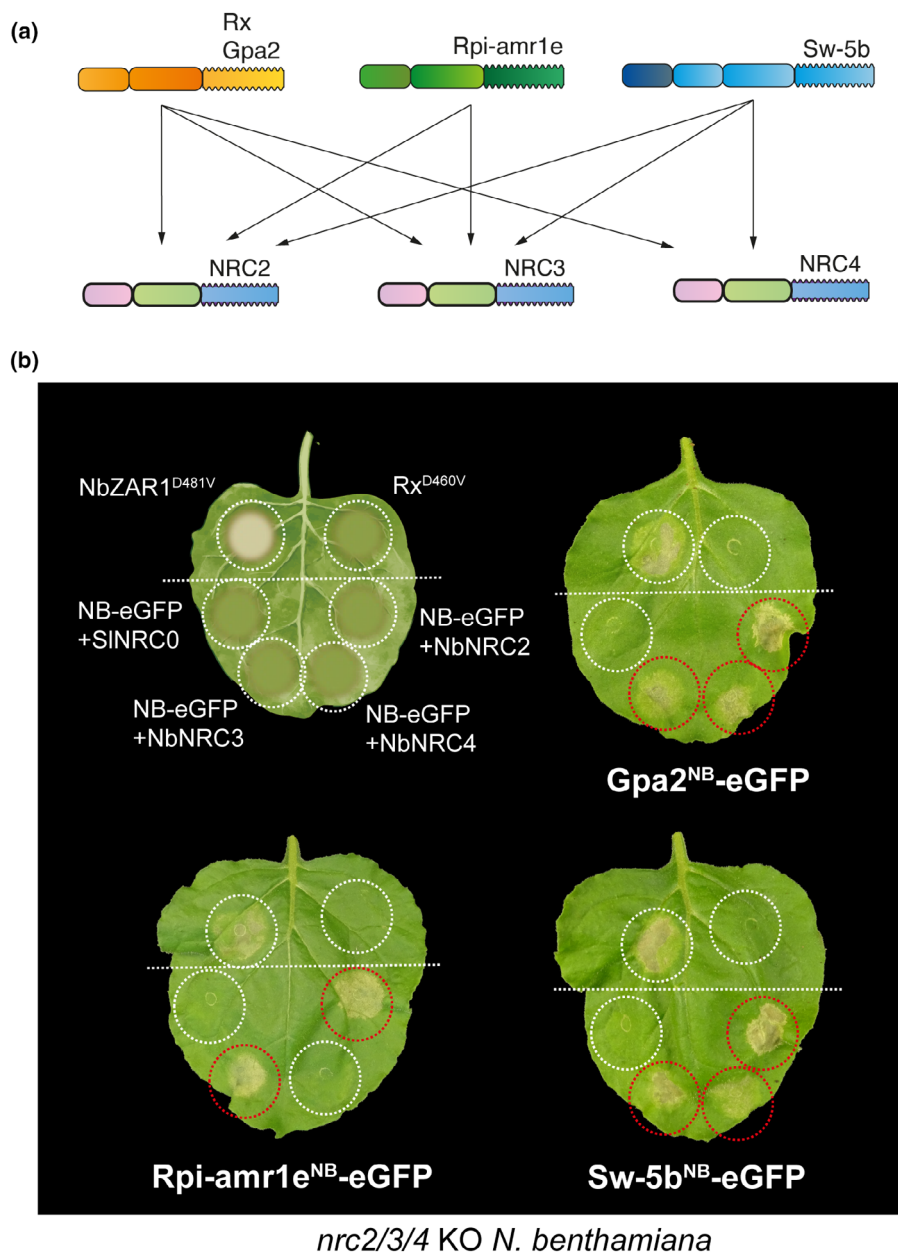 (a)
Rx
Gpa2
Rpi-amr1e
Sw-5b
NRC2
NRC3
NRC4
(b)
NbZAR1D481V
RxD460V
NB-eGFP
+SlNRC0
NB-eGFP
+NbNRC2
NB-eGFP
+NbNRC3
NB-eGFP
+NbNRC4
Gpa2NB-eGFP
Rpi-amr1eNB-eGFP
Sw-5bNB-eGFP
nrc2/3/4 KO N. benthamiana